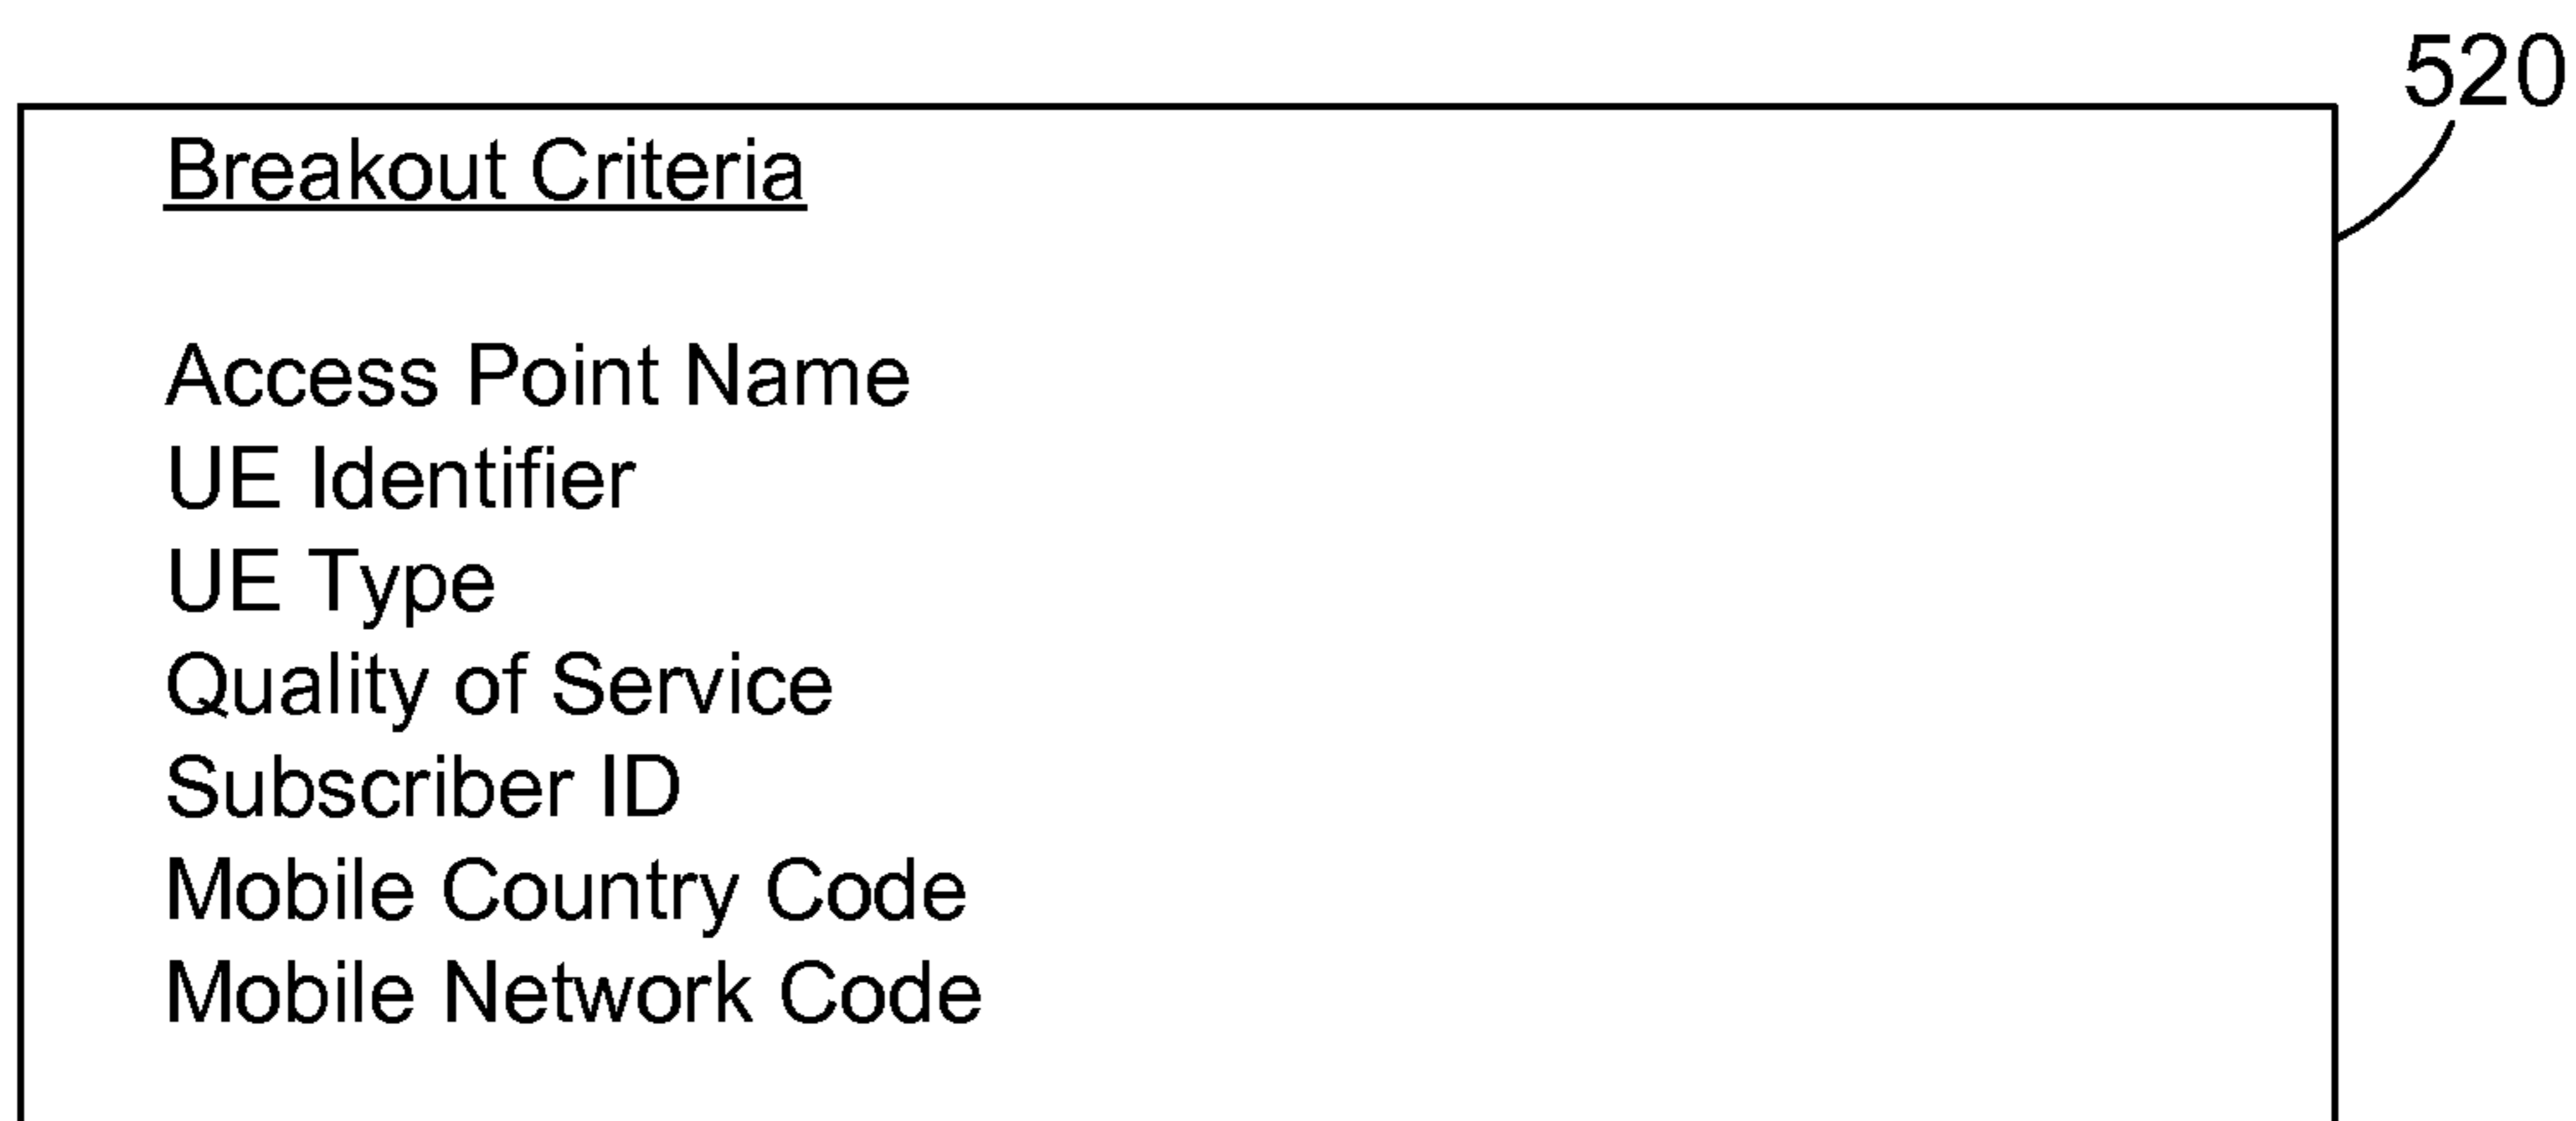 520
Breakout Criteria
Access Point Name
UE Identifier
UE Type
Quality of Service
Subscriber ID
Mobile Country Code
Mobile Network Code